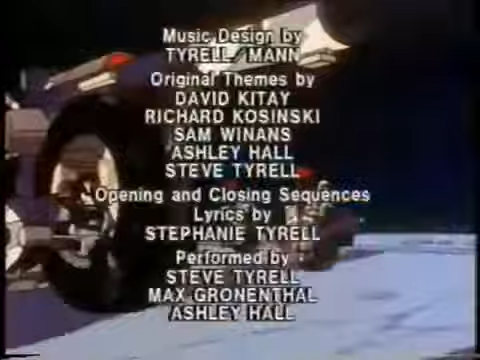 Music Design by
TYRELL/MANN
Original Themes by
DAVID KITAY
RICHARD KOSINSKI
SAM WINANS
ASHLEY HALL
STEVE TYRELL
Opening and Closing Sequences
Lyrics by
STEPHANIE TYRELL
Performed by
STEVE TYRELL
MAX GRONENTHAL
ASHLEY HALL